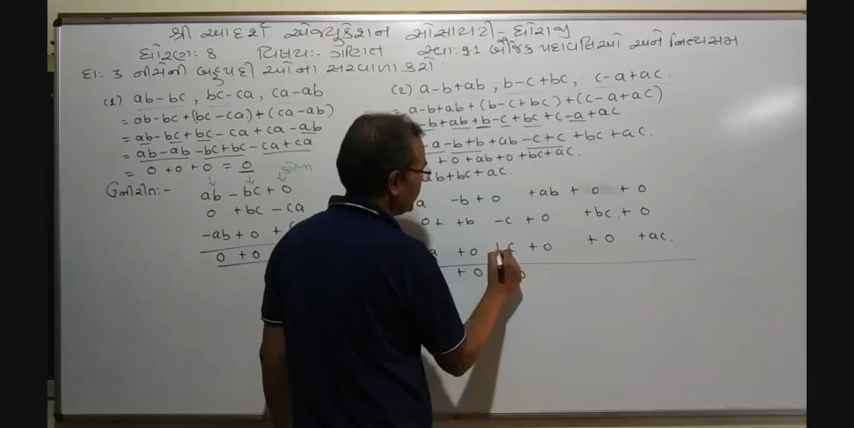 શ્રી આદર્શ એજ્યુકેશન સોસાયટી - ધોરાજી
ધોરણ: 8 વિષય:- ગણિત સ્વા: 9.1 બૈજિક પદાવલિઓ અને નિત્યસમ
દા: 3 નીચેની બહુપદીઓના સરવાળા કરો
(1) ab-bc, bc-ca, ca-ab
= ab-bc+(bc-ca)+(ca-ab)
= ab-bc+bc-ca+ca-ab
= ab-ab-bc+bc-ca+ca
= 0+0+0 = 0
ab - bc + 0
0 + bc - ca
-ab + 0 +
0 + 0
(2) a-b+ab, b-c+bc, c-a+ac.
= a-b+ab+(b-c+bc)+(c-a+ac)
-b+ab+b-c+bc+c-a+ac
-a-b+b+ab-c+c+bc+ac.
+0+ab+0+bc+ac.
ab+bc+ac.
a -b + 0 +ab + 0 + 0
0 + +b -c + 0 +bc + 0
a +0 +c +0 +0 +ac.
+0